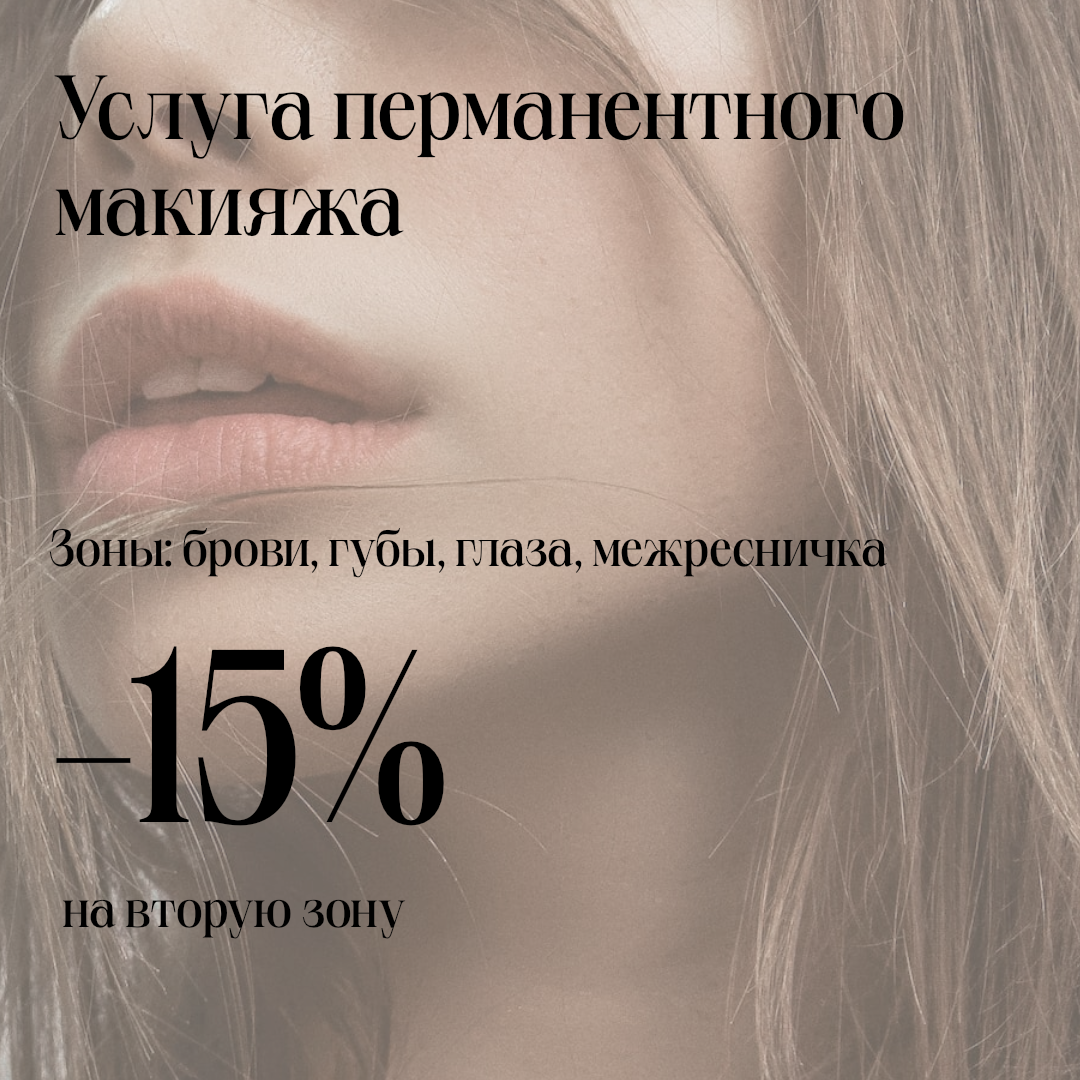 Услуга перманентного
макияжа
Зоны: брови, губы, глаза, межресничка
–15%
на вторую зону